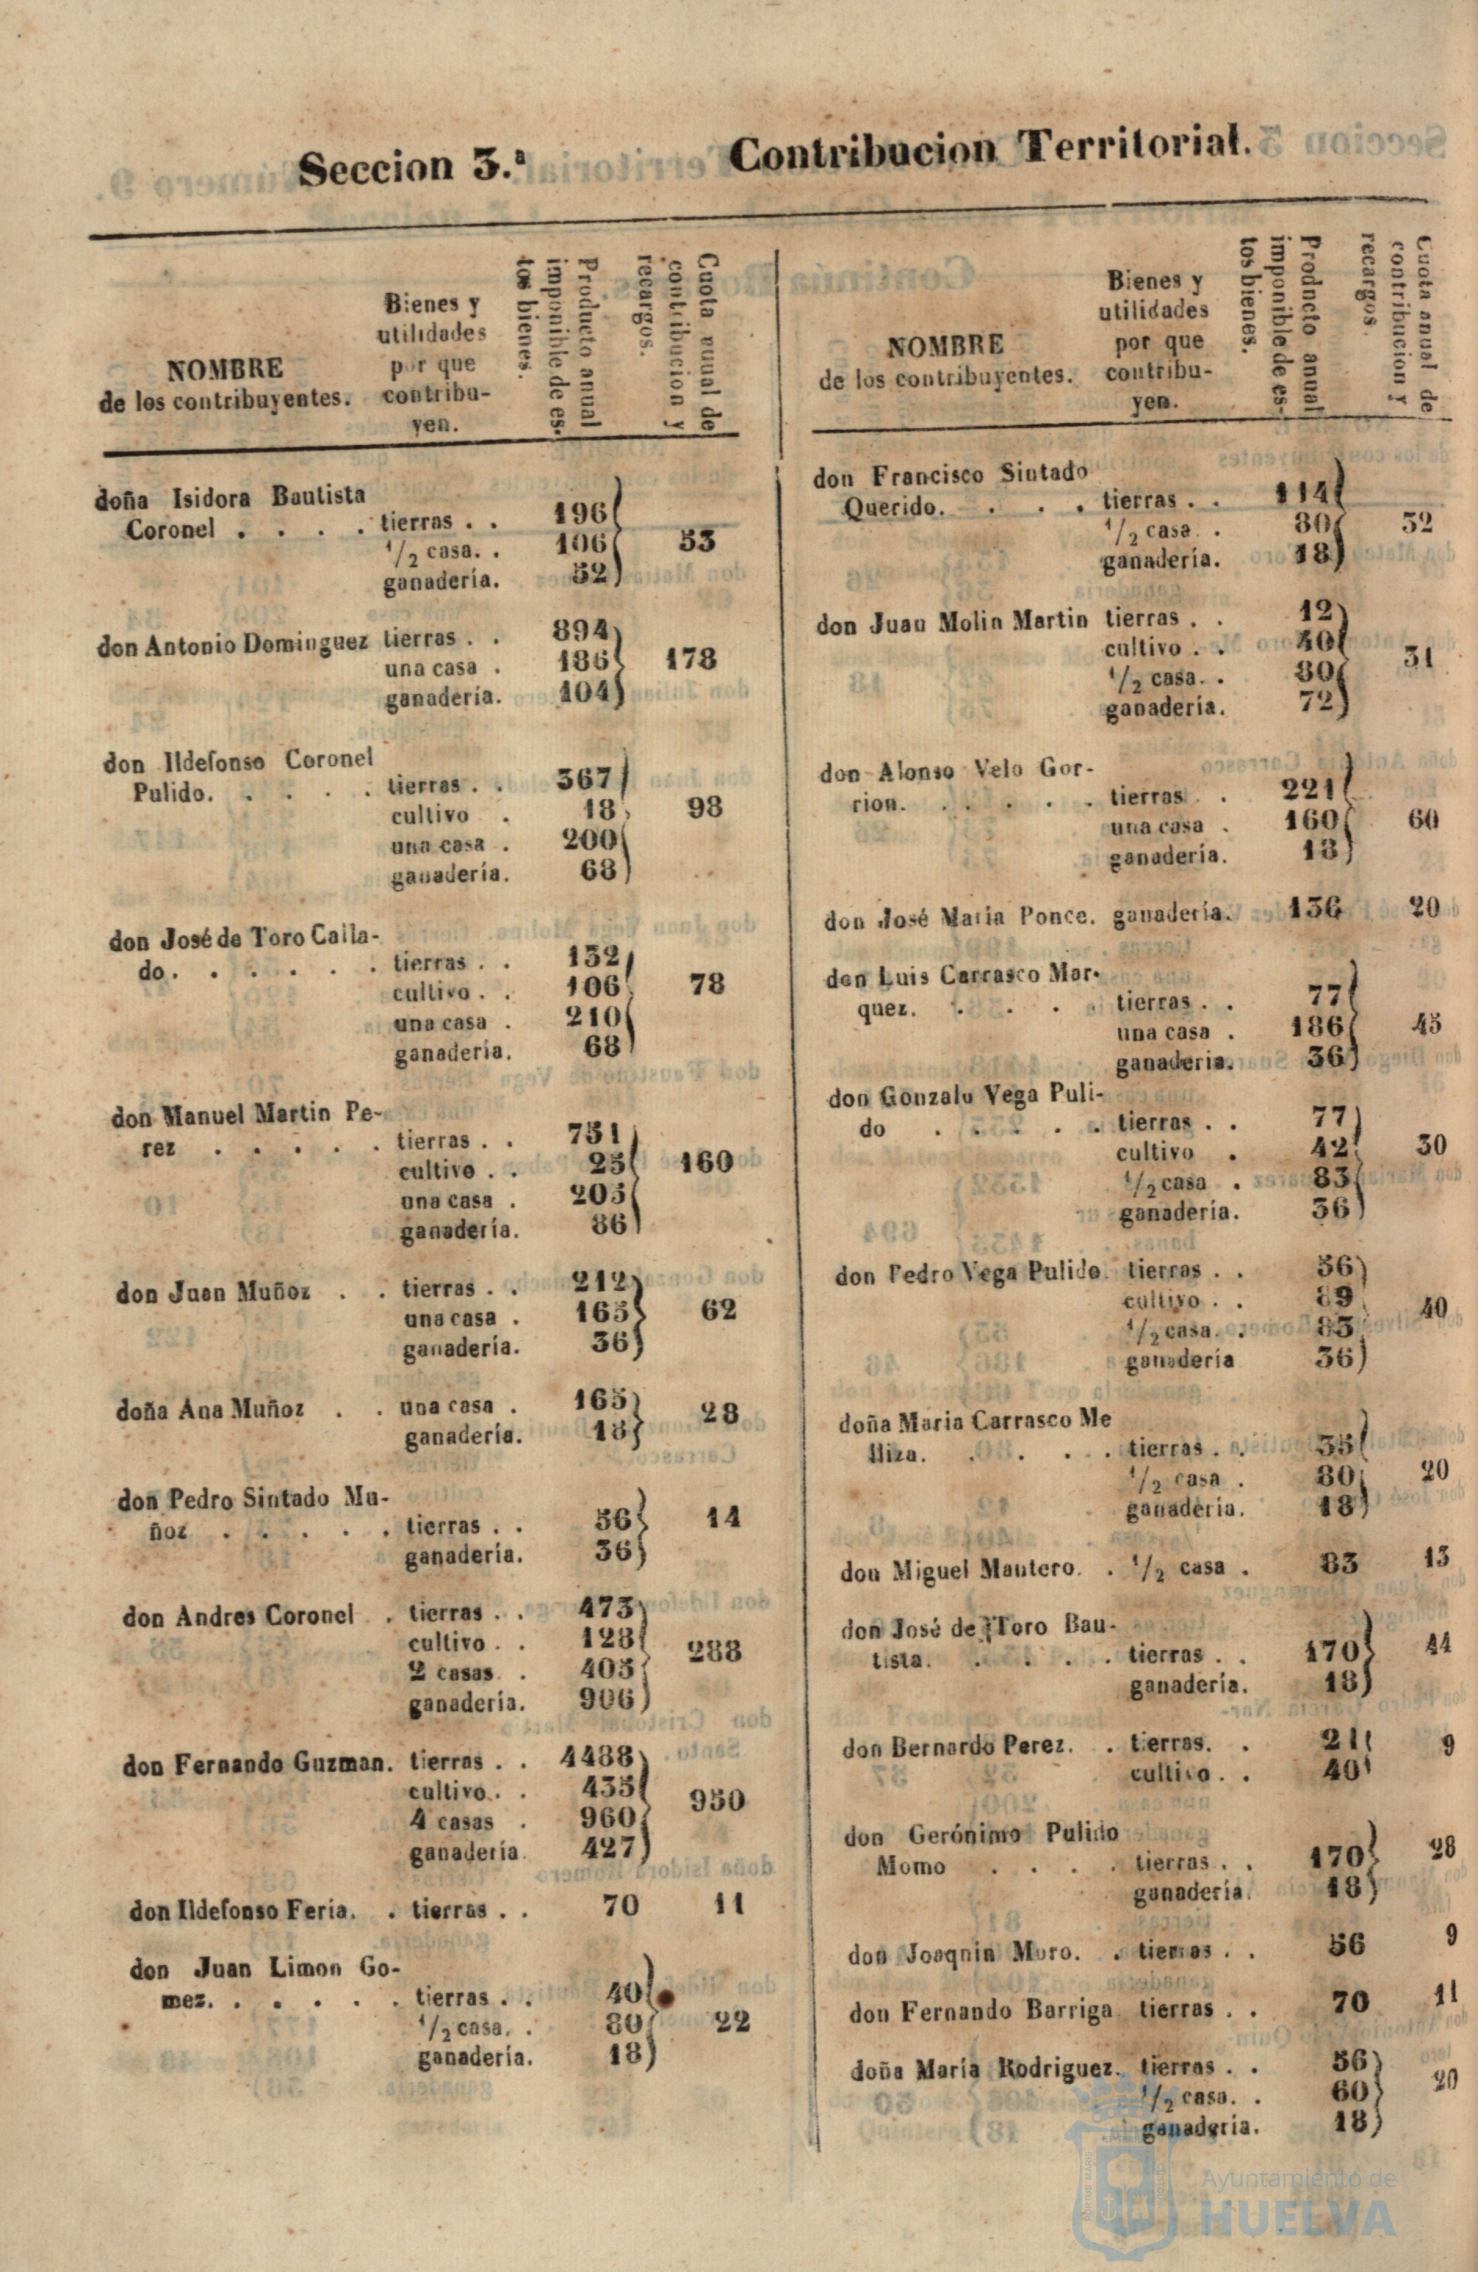 Seccion 3.ª Contribucion Territorial.
NOMBRE
de los contribuyentes.
Bienes y
utilidades
por que
contribu-
yen.
Producto anual
imponible de es-
tos bienes.
Cuota anual de
contribucion y
recargos.
doña Isidora Bautista
Coronel . . . . tierras . . 196
1/2 casa. . 106 53
ganadería. 52
don Antonio Dominguez tierras . . 894
una casa . 186 178
ganadería. 104
don Ildefonso Coronel
Pulido. . . . . tierras . . 367
cultivo . 18 98
una casa . 200
ganadería. 68
don José de Toro Calla-
do. . . . . . tierras . . 132
cultivo . . 106 78
una casa . 210
ganadería. 68
don Manuel Martin Pe-
rez . . . . . tierras . . 751
cultivo . . 25 160
una casa . 203
ganadería. 86
don Juan Muñoz . . tierras . . 212
una casa . 165 62
ganadería. 36
doña Ana Muñoz . . una casa . 165 28
ganadería. 18
don Pedro Sintado Mu-
ñoz . . . . . tierras . . 56 14
ganadería. 36
don Andres Coronel . tierras . . 473
cultivo . . 128
2 casas . 403 288
ganadería. 906
don Fernando Guzman. tierras . . 4488
cultivo . . 435
4 casas . 960 950
ganadería 427
don Ildefonso Feria. . tierras . . 70 11
don Juan Limon Go-
mez. . . . . . tierras . . 40
1/2 casa. . 80 22
ganadería. 18
NOMBRE
de los contribuyentes.
Bienes y
utilidades
por que
contribu-
yen.
Producto anual
imponible de es-
tos bienes.
Cuota anual de
contribucion y
recargos.
don Francisco Sintado
Querido. . . . tierras . . 114
1/2 casa . 80 32
ganadería. 18
don Juan Molin Martin tierras . . 12
cultivo . . 40
1/2 casa. . 80 31
ganadería. 72
don Alonso Velo Gor-
rion. . . . . . tierras . 221
una casa . 160 60
ganadería. 18
don José María Ponce. ganadería. 136 20
don Luis Carrasco Mar-
quez. . . . . tierras . . 77
una casa . 186 45
ganadería. 36
don Gonzalo Vega Puli-
do . . . . . tierras . . 77
cultivo . 42 30
1/2 casa . 83
ganadería. 36
don Pedro Vega Pulido. tierras . . 56
cultivo . . 89
1/2 casa. . 83 40
ganadería 36
doña Maria Carrasco Me
lliza. . . . . tierras . . 35
1/2 casa . 80 20
ganadería. 18
don Miguel Mantero. . 1/2 casa . 83 13
don José de Toro Bau-
tista. . . . . tierras . . 170 44
ganadería. 18
don Bernardo Perez. . tierras. . 21 9
cultivo . . 40
don Gerónimo Pulido
Momo . . . . tierras . . 170 28
ganadería. 18
don Joaqnin Moro. . tierras . . 56 9
don Fernando Barriga tierras . . 70 11
doña María Rodriguez. tierras . . 56
1/2 casa. . 60 20
ganadería. 18
Ayuntamiento de
HUELVA